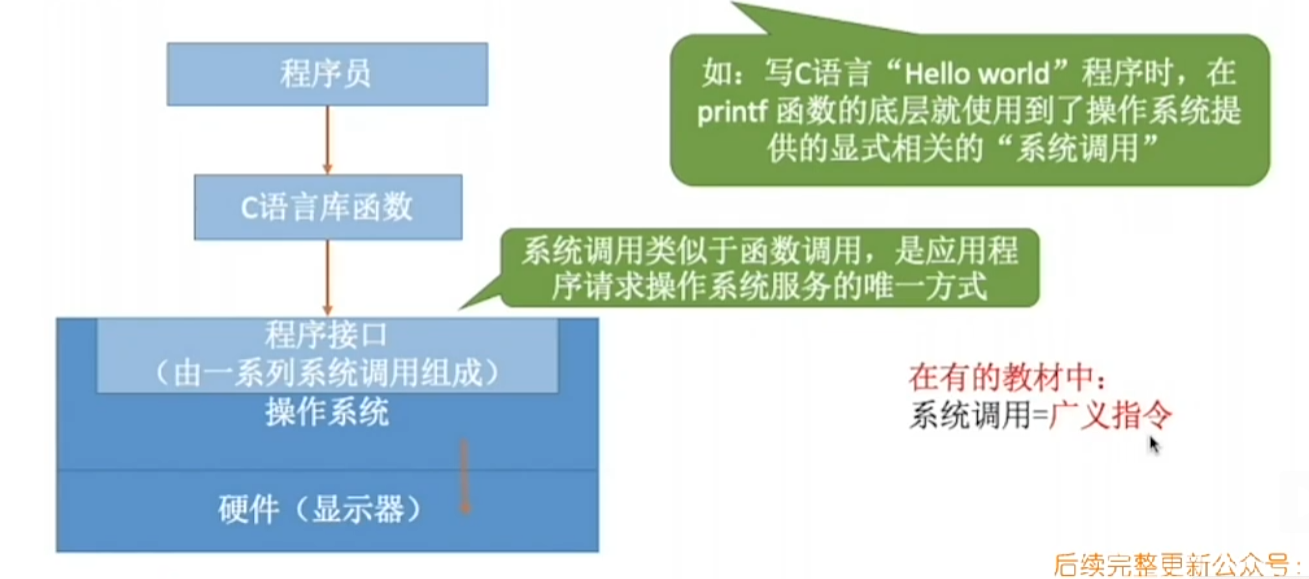 程序员
如：写C语言“Hello world”程序时，在
printf 函数的底层就使用到了操作系统提
供的显式相关的“系统调用”
C语言库函数
系统调用类似于函数调用，是应用程
序请求操作系统服务的唯一方式
程序接口
（由一系列系统调用组成）
操作系统
在有的教材中：
系统调用=广义指令
硬件（显示器）
后续完整更新公众号：